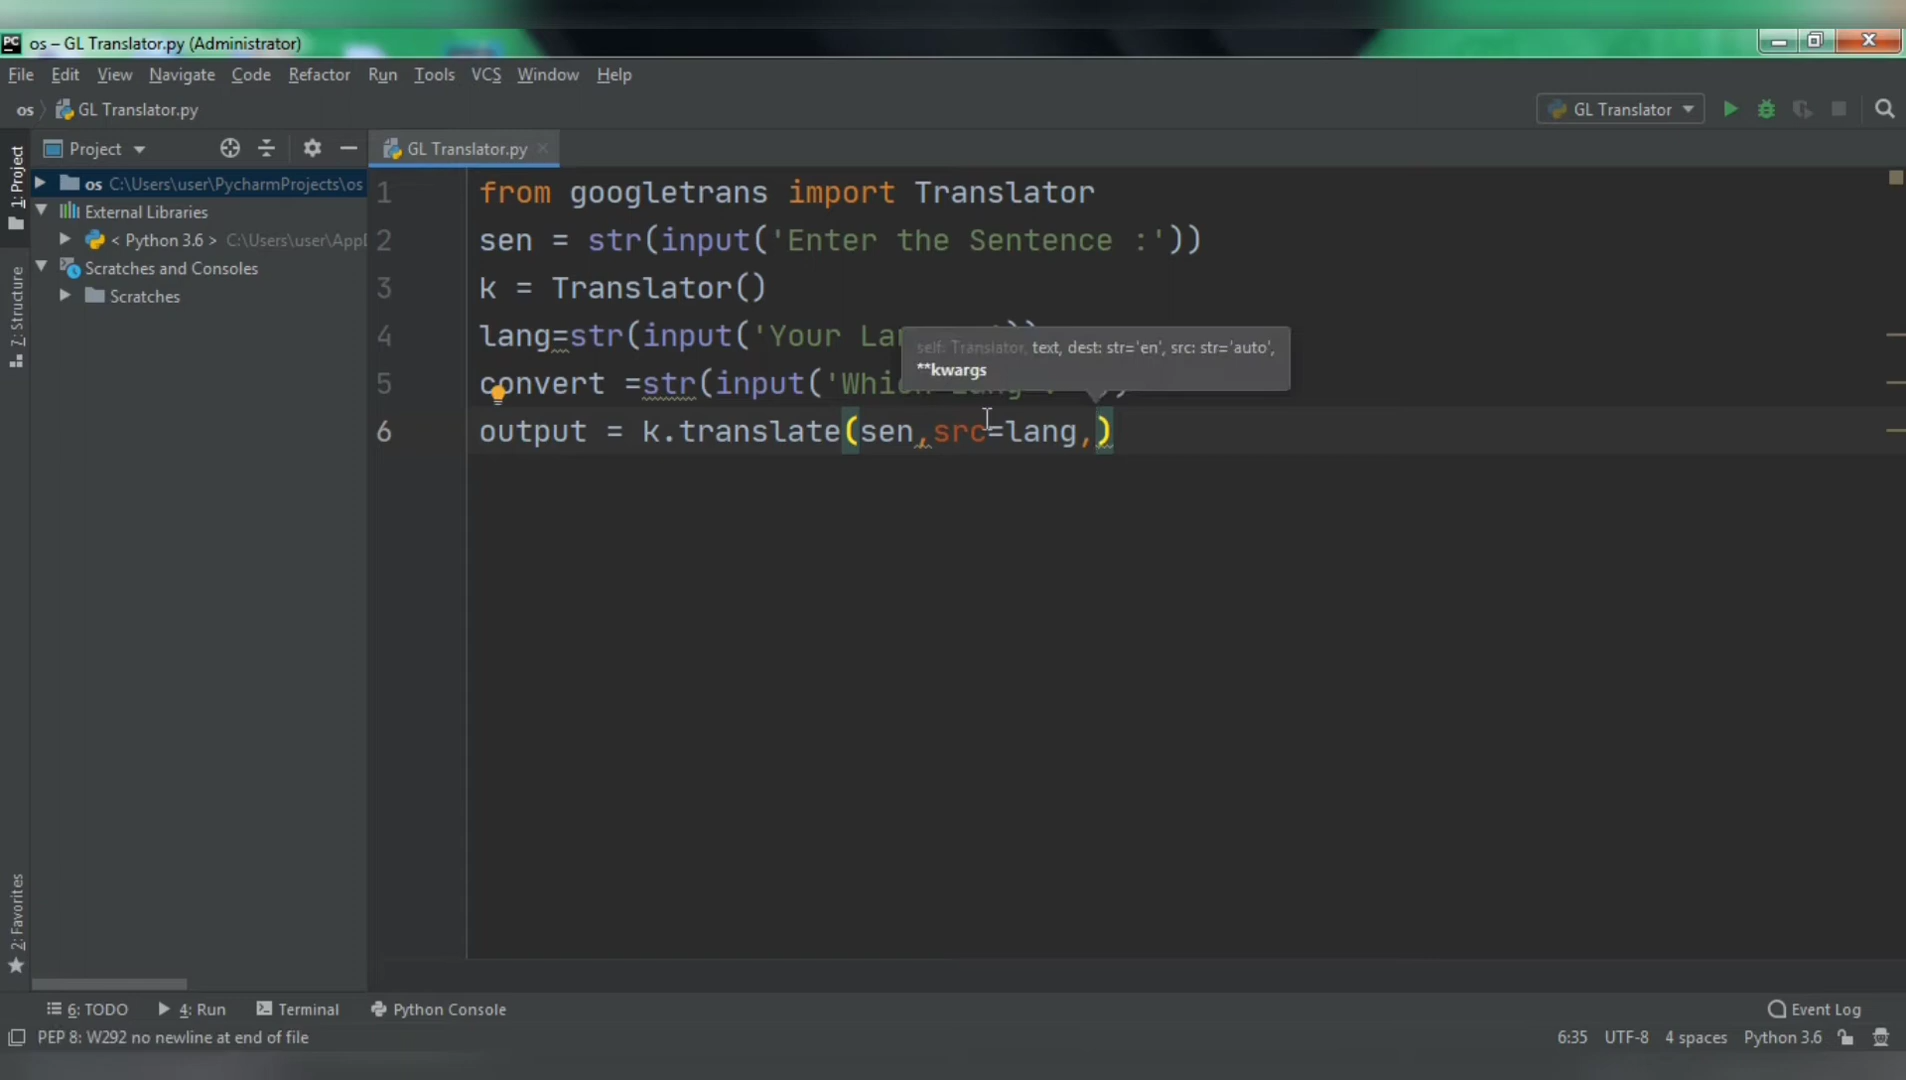 PC os – GL Translator.py (Administrator)
File Edit View Navigate Code Refactor Run Tools VCS Window Help
os GL Translator.py GL Translator
1: Project
Project
GL Translator.py
os C:\Users\user\PycharmProjects\os
External Libraries
< Python 3.6 > C:\Users\user\AppD
Scratches and Consoles
Scratches
7: Structure
2: Favorites
1 from googletrans import Translator
2 sen = str(input('Enter the Sentence :'))
3 k = Translator()
4 lang=str(input('Your La
self: Translator, text, dest: str='en', src: str='auto',
**kwargs
5 convert =str(input('Which
6 output = k.translate(sen,src=lang,)
6: TODO 4: Run Terminal Python Console Event Log
PEP 8: W292 no newline at end of file 6:35 UTF-8 4 spaces Python 3.6